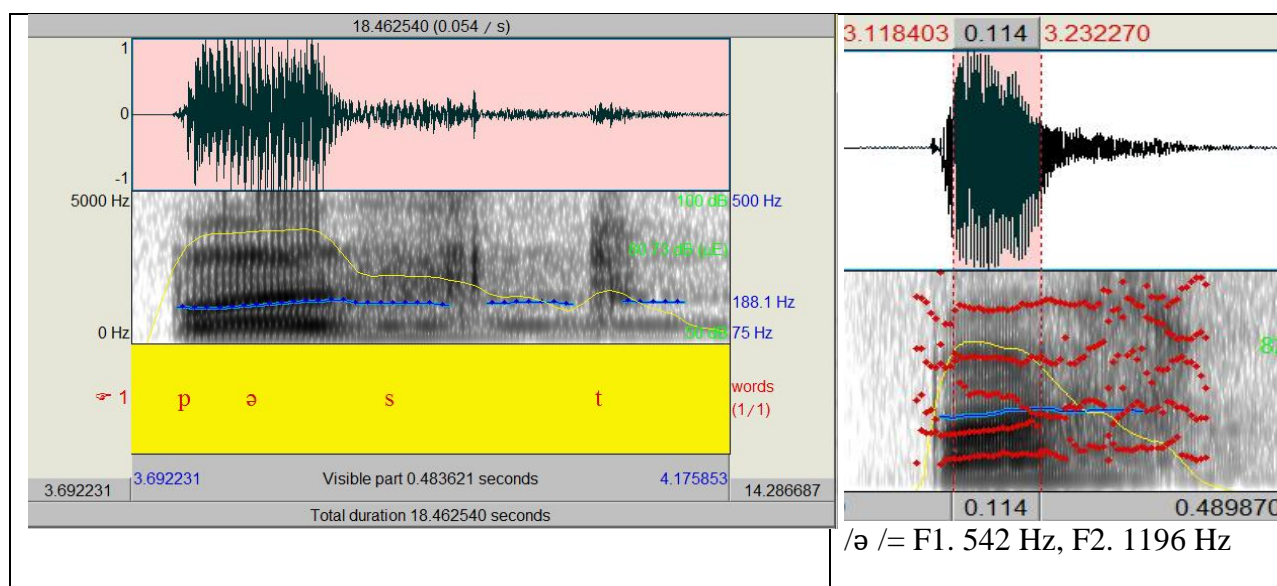 18.462540 (0.054 / s)
1
0
-1
5000 Hz
0 Hz
100 dB
500 Hz
188.1 Hz
75 Hz
☞ 1
p ə s t
words
(1/1)
3.692231
3.692231
Visible part 0.483621 seconds
4.175853
14.286687
Total duration 18.462540 seconds
3.118403 0.114 3.232270
0.114
0.489870
/ə /= F1. 542 Hz, F2. 1196 Hz